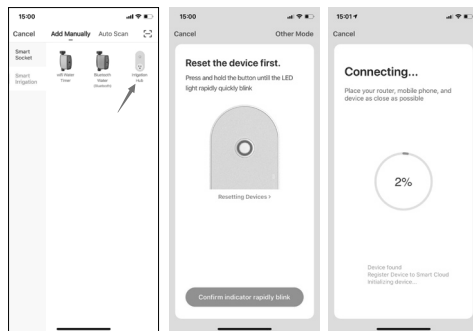 15:00
Cancel
Add Manually
Auto Scan
Smart
Socket
Smart
Irrigation
wifi Water
Timer
Bluetooth
Water
(Bluetooth)
Irrigation
Hub
15:00
Cancel
Other Mode
Reset the device first.
Press and hold the button until the LED
light rapidly quickly blink
Resetting Devices >
Confirm indicator rapidly blink
15:01
Cancel
Connecting...
Place your router, mobile phone, and
device as close as possible
2%
Device found
Register Device to Smart Cloud
Initializing device...